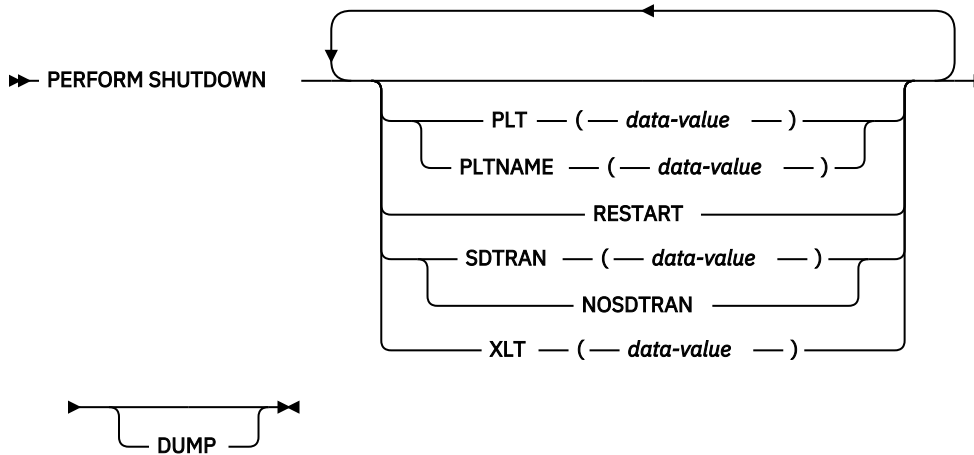 PERFORM SHUTDOWN
PLT ( data-value )
PLTNAME ( data-value )
RESTART
SDTRAN ( data-value )
NOSDTRAN
XLT ( data-value )
DUMP